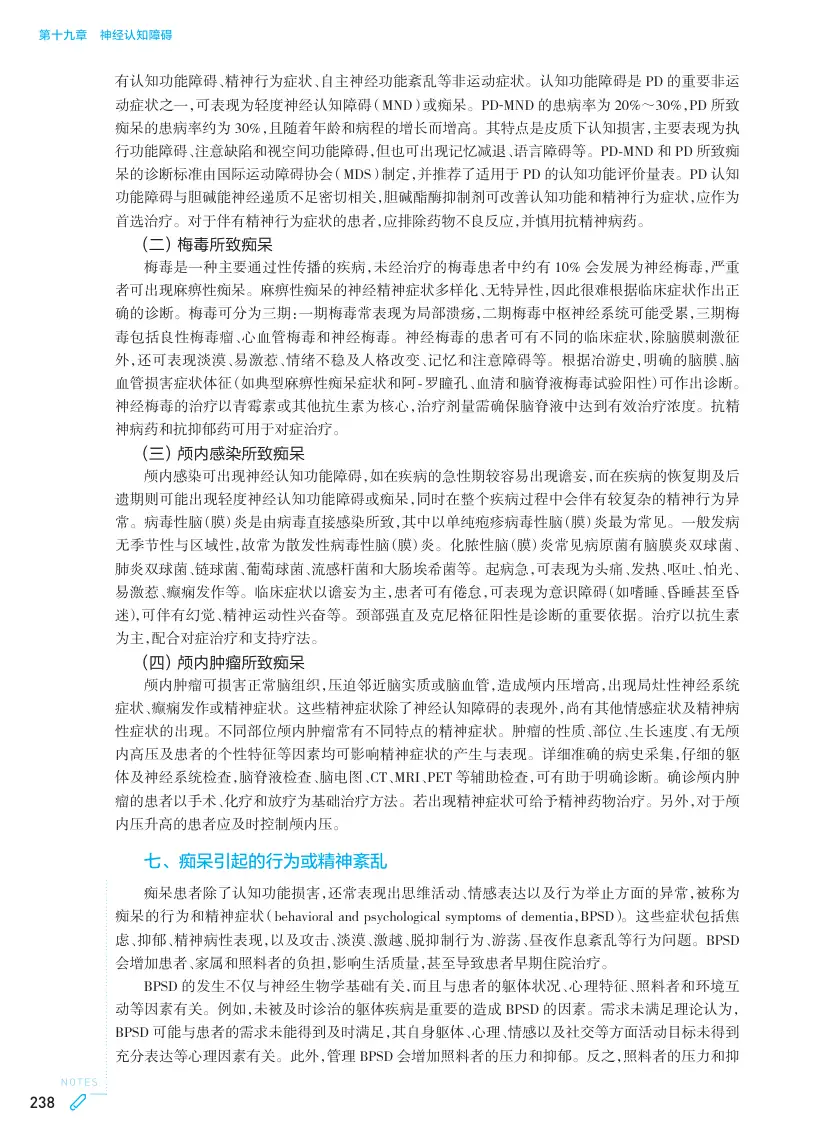 第十九章 神经认知障碍
有认知功能障碍、精神行为症状、自主神经功能紊乱等非运动症状。认知功能障碍是 PD 的重要非运
动症状之一，可表现为轻度神经认知障碍（MND）或痴呆。PD-MND 的患病率为 20%～30%，PD 所致
痴呆的患病率约为 30%，且随着年龄和病程的增长而增高。其特点是皮质下认知损害，主要表现为执
行功能障碍、注意缺陷和视空间功能障碍，但也可出现记忆减退、语言障碍等。PD-MND 和 PD 所致痴
呆的诊断标准由国际运动障碍协会（MDS）制定，并推荐了适用于 PD 的认知功能评价量表。PD 认知
功能障碍与胆碱能神经递质不足密切相关，胆碱酯酶抑制剂可改善认知功能和精神行为症状，应作为
首选治疗。对于伴有精神行为症状的患者，应排除药物不良反应，并慎用抗精神病药。
（二）梅毒所致痴呆
梅毒是一种主要通过性传播的疾病，未经治疗的梅毒患者中约有 10% 会发展为神经梅毒，严重
者可出现麻痹性痴呆。麻痹性痴呆的神经精神症状多样化、无特异性，因此很难根据临床症状作出正
确的诊断。梅毒可分为三期：一期梅毒常表现为局部溃疡，二期梅毒中枢神经系统可能受累，三期梅
毒包括良性梅毒瘤、心血管梅毒和神经梅毒。神经梅毒的患者可有不同的临床症状，除脑膜刺激征
外，还可表现淡漠、易激惹、情绪不稳及人格改变、记忆和注意障碍等。根据冶游史，明确的脑膜、脑
血管损害症状体征（如典型麻痹性痴呆症状和阿-罗瞳孔、血清和脑脊液梅毒试验阳性）可作出诊断。
神经梅毒的治疗以青霉素或其他抗生素为核心，治疗剂量需确保脑脊液中达到有效治疗浓度。抗精
神病药和抗抑郁药可用于对症治疗。
（三）颅内感染所致痴呆
颅内感染可出现神经认知功能障碍，如在疾病的急性期较容易出现谵妄，而在疾病的恢复期及后
遗期则可能出现轻度神经认知功能障碍或痴呆，同时在整个疾病过程中会伴有较复杂的精神行为异
常。病毒性脑（膜）炎是由病毒直接感染所致，其中以单纯疱疹病毒性脑（膜）炎最为常见。一般发病
无季节性与区域性，故常为散发性病毒性脑（膜）炎。化脓性脑（膜）炎常见病原菌有脑膜炎双球菌、
肺炎双球菌、链球菌、葡萄球菌、流感杆菌和大肠埃希菌等。起病急，可表现为头痛、发热、呕吐、怕光、
易激惹、癫痫发作等。临床症状以谵妄为主，患者可有倦怠，可表现为意识障碍（如嗜睡、昏睡甚至昏
迷），可伴有幻觉、精神运动性兴奋等。颈部强直及克尼格征阳性是诊断的重要依据。治疗以抗生素
为主，配合对症治疗和支持疗法。
（四）颅内肿瘤所致痴呆
颅内肿瘤可损害正常脑组织，压迫邻近脑实质或脑血管，造成颅内压增高，出现局灶性神经系统
症状、癫痫发作或精神症状。这些精神症状除了神经认知障碍的表现外，尚有其他情感症状及精神病
性症状的出现。不同部位颅内肿瘤常有不同特点的精神症状。肿瘤的性质、部位、生长速度、有无颅
内高压及患者的个性特征等因素均可影响精神症状的产生与表现。详细准确的病史采集，仔细的躯
体及神经系统检查，脑脊液检查、脑电图、CT、MRI、PET 等辅助检查，可有助于明确诊断。确诊颅内肿
瘤的患者以手术、化疗和放疗为基础治疗方法。若出现精神症状可给予精神药物治疗。另外，对于颅
内压升高的患者应及时控制颅内压。
七、痴呆引起的行为或精神紊乱
痴呆患者除了认知功能损害，还常表现出思维活动、情感表达以及行为举止方面的异常，被称为
痴呆的行为和精神症状（behavioral and psychological symptoms of dementia，BPSD）。这些症状包括焦
虑、抑郁、精神病性表现，以及攻击、淡漠、激越、脱抑制行为、游荡、昼夜作息紊乱等行为问题。BPSD
会增加患者、家属和照料者的负担，影响生活质量，甚至导致患者早期住院治疗。
BPSD 的发生不仅与神经生物学基础有关，而且与患者的躯体状况、心理特征、照料者和环境互
动等因素有关。例如，未被及时诊治的躯体疾病是重要的造成 BPSD 的因素。需求未满足理论认为，
BPSD 可能与患者的需求未能得到及时满足，其自身躯体、心理、情感以及社交等方面活动目标未得到
充分表达等心理因素有关。此外，管理 BPSD 会增加照料者的压力和抑郁。反之，照料者的压力和抑
NOTES
238